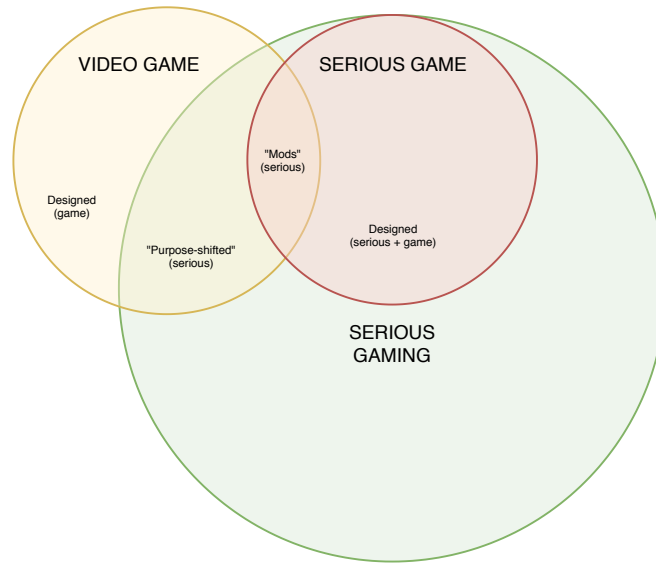 VIDEO GAME
SERIOUS GAME
"Mods"
(serious)
Designed
(game)
Designed
(serious + game)
"Purpose-shifted"
(serious)
SERIOUS
GAMING